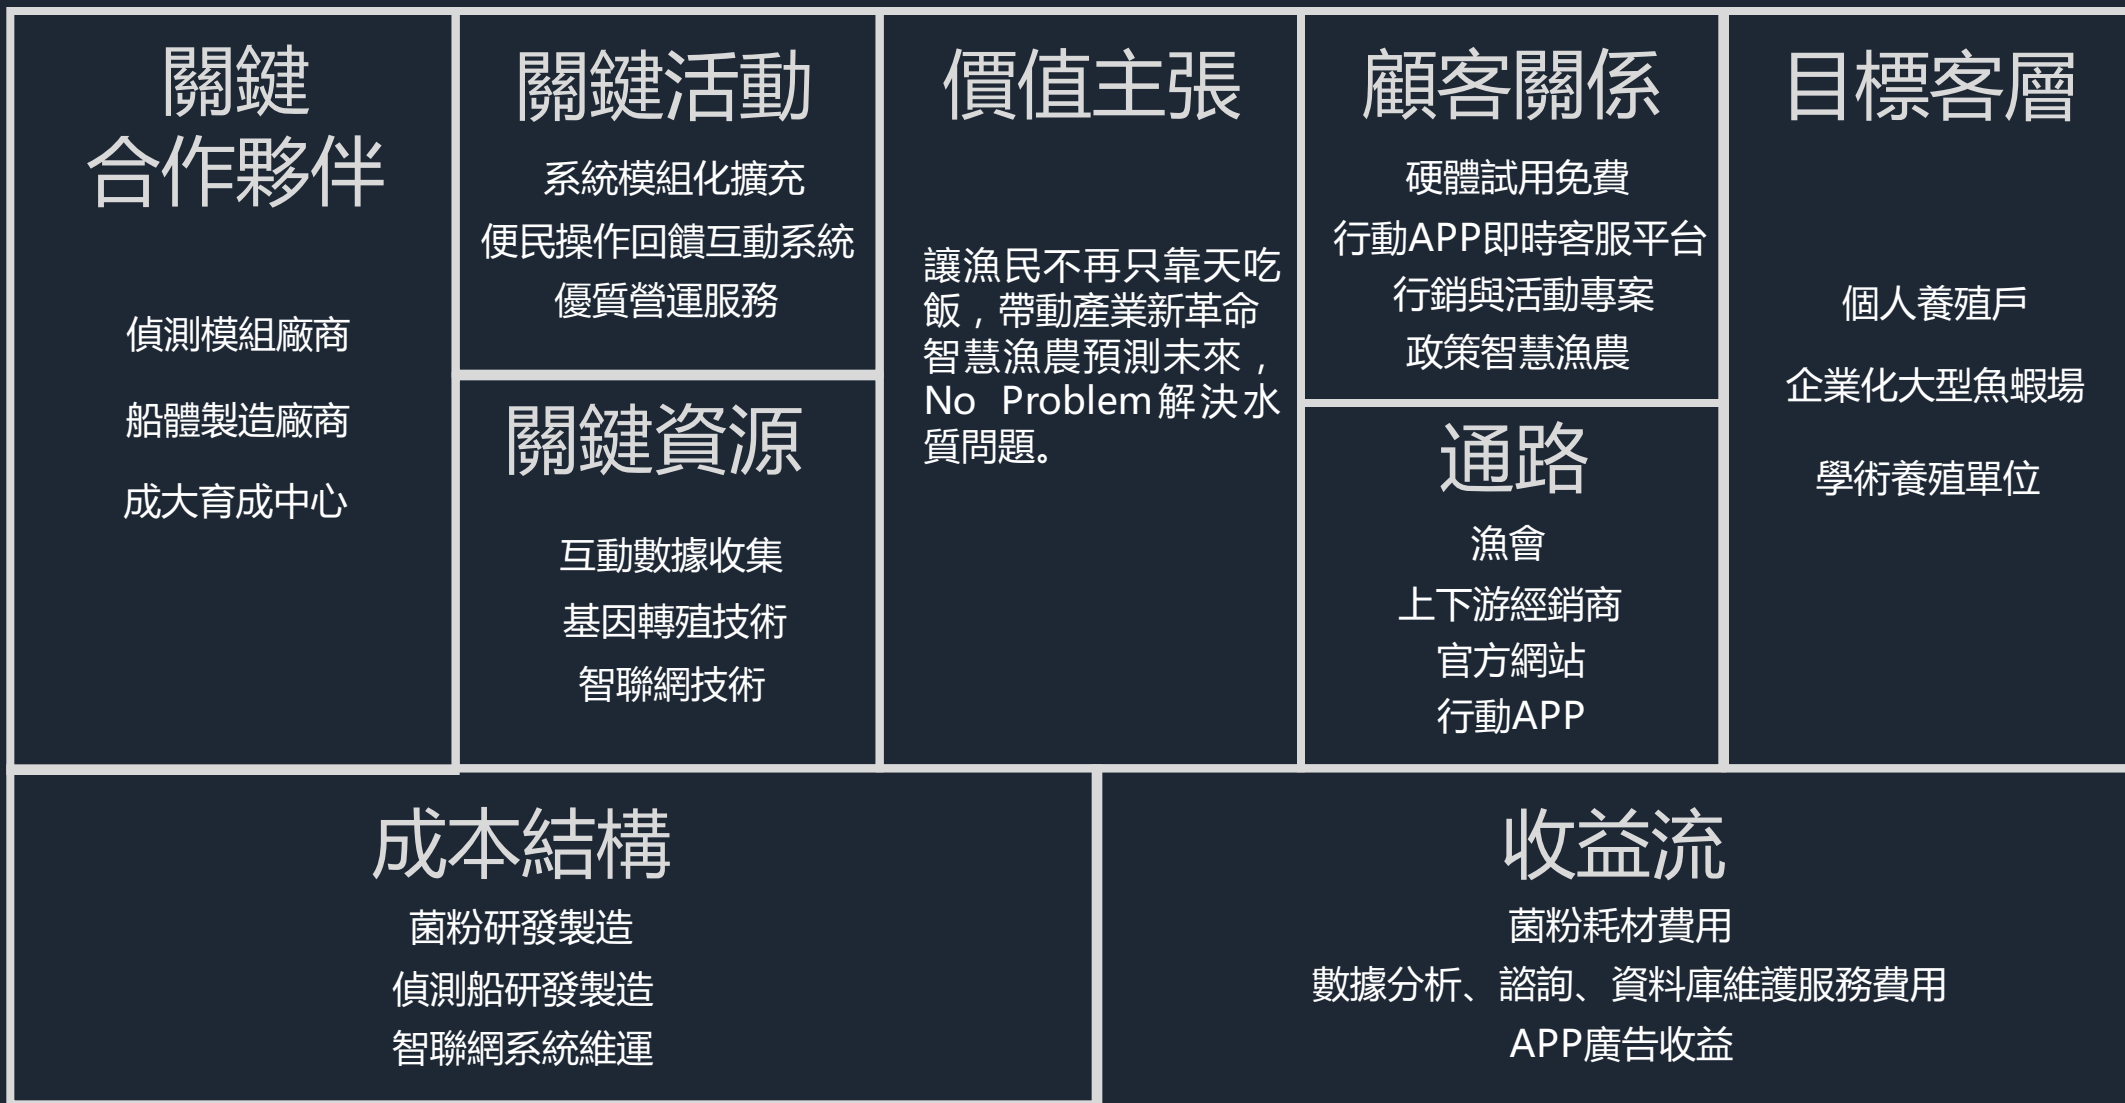 關鍵
合作夥伴
偵測模組廠商
船體製造廠商
成大育成中心
關鍵活動
系統模組化擴充
便民操作回饋互動系統
優質營運服務
關鍵資源
互動數據收集
基因轉殖技術
智聯網技術
價值主張
讓漁民不再只靠天吃
飯，帶動產業新革命
智慧漁農預測未來，
No Problem解決水
質問題。
顧客關係
硬體試用免費
行動APP即時客服平台
行銷與活動專案
政策智慧漁農
通路
漁會
上下游經銷商
官方網站
行動APP
目標客層
個人養殖戶
企業化大型魚蝦場
學術養殖單位
成本結構
菌粉研發製造
偵測船研發製造
智聯網系統維運
收益流
菌粉耗材費用
數據分析、諮詢、資料庫維護服務費用
APP廣告收益